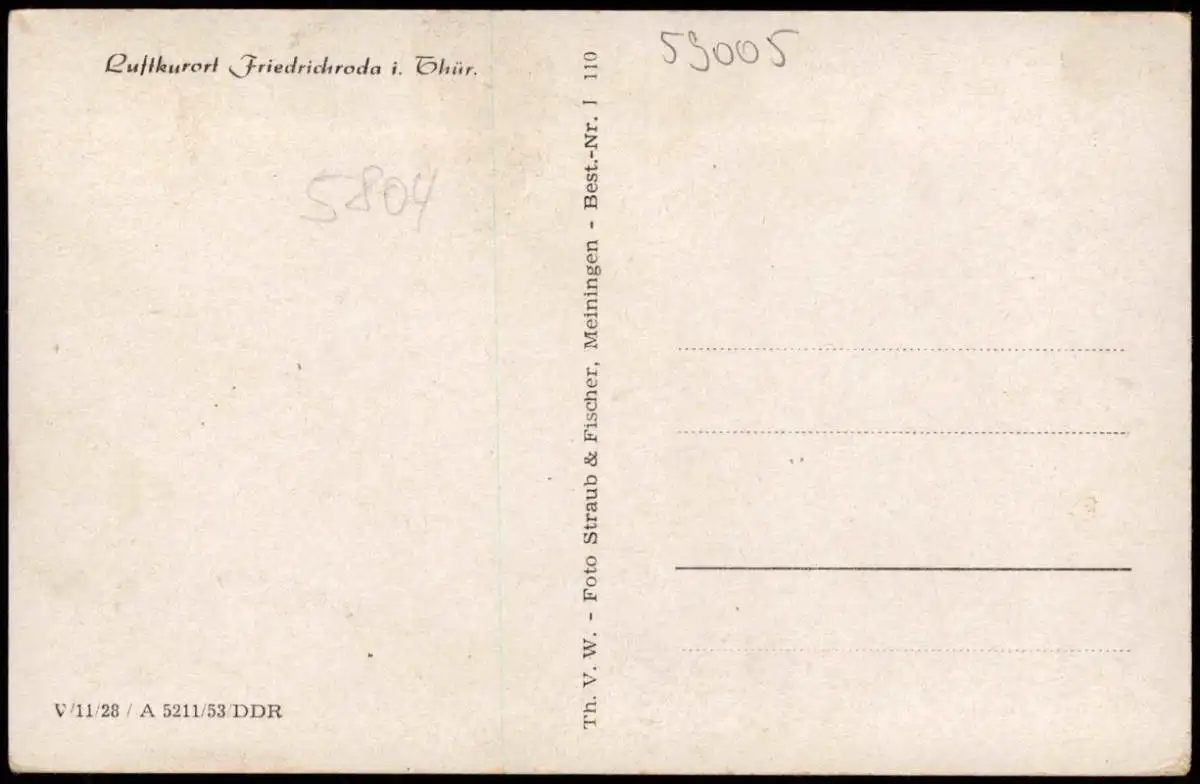 Luftkurort Friedrichroda i. Thür.
5804
V/11/28 / A 5211/53/DDR
Th. V. W. - Foto Straub & Fischer, Meiningen - Best.-Nr. J 110
59005